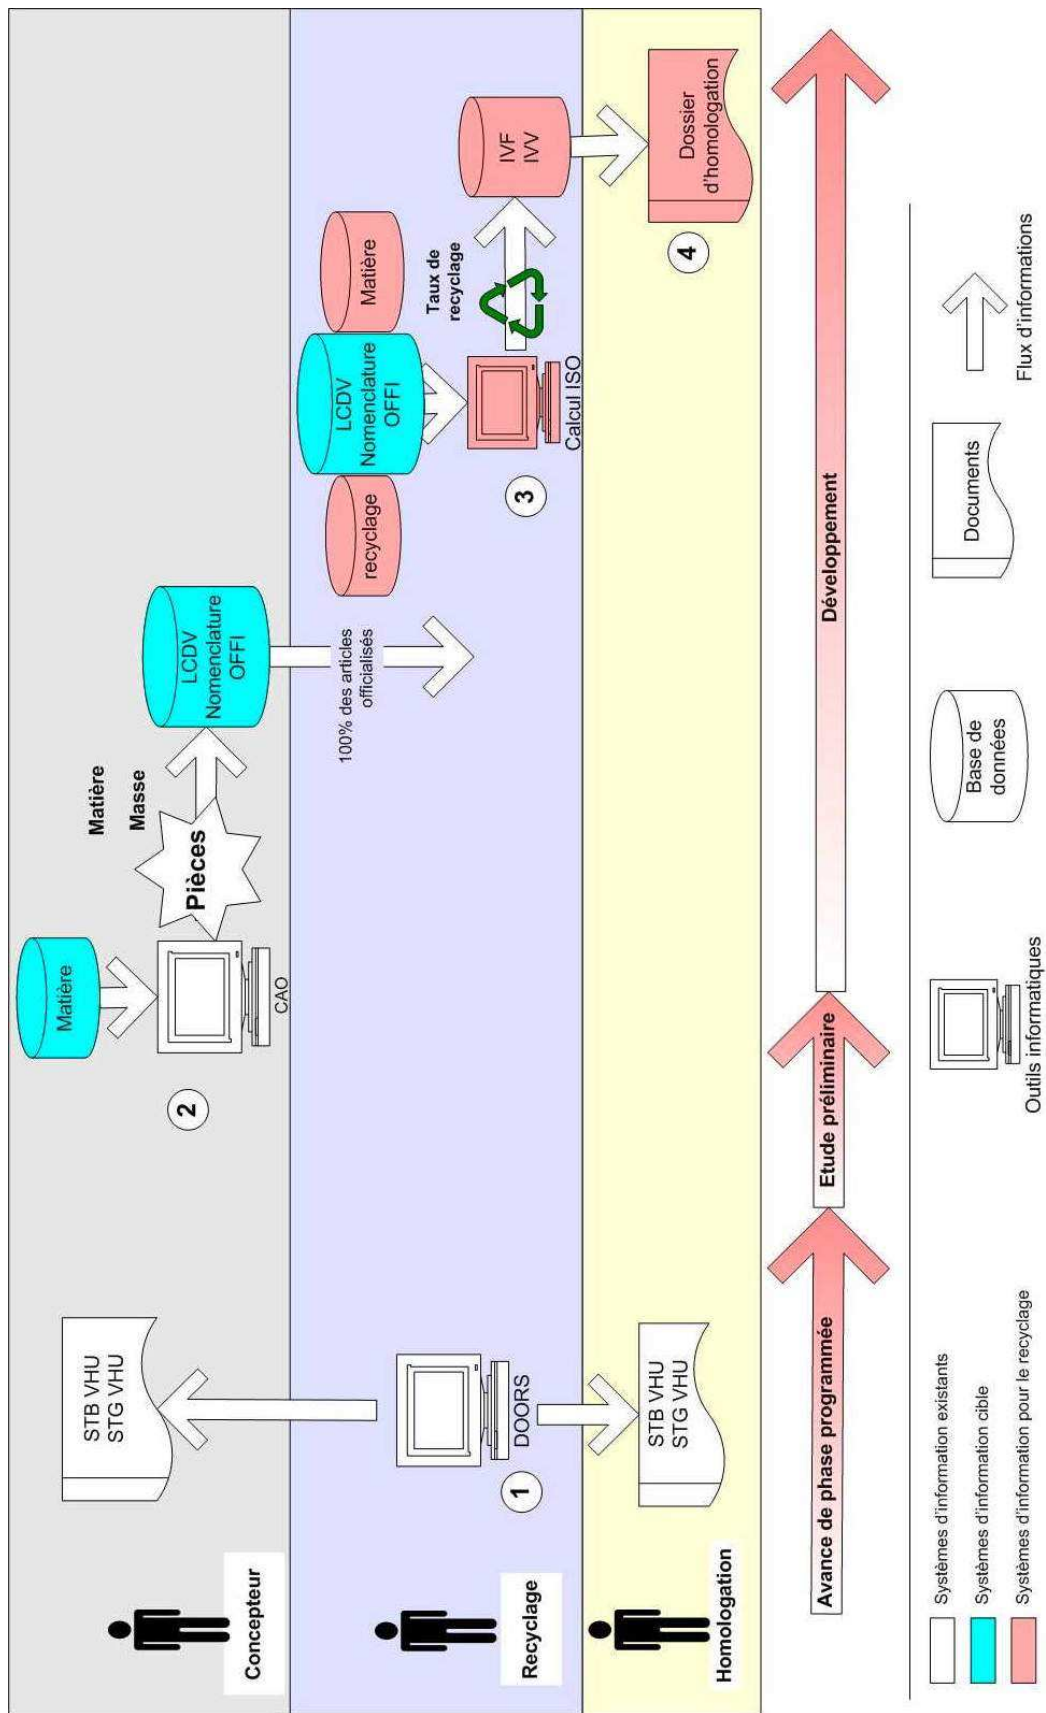 Concepteur
STB VHU
STG VHU
2
Matière
CAO
Pièces
Matière
Masse
LCDV
Nomenclature
OFFI
Recyclage
1
DOORS
100% des articles
officialisés
recyclage
LCDV
Nomenclature
OFFI
Matière
3
Calcul ISO
Taux de
recyclage
IVF
IVV
Homologation
STB VHU
STG VHU
4
Dossier
d'homologation
Avance de phase programmée
Etude préliminaire
Développement
Systèmes d'information existants
Systèmes d'information cible
Systèmes d'information pour le recyclage
Outils informatiques
Base de
données
Documents
Flux d'informations